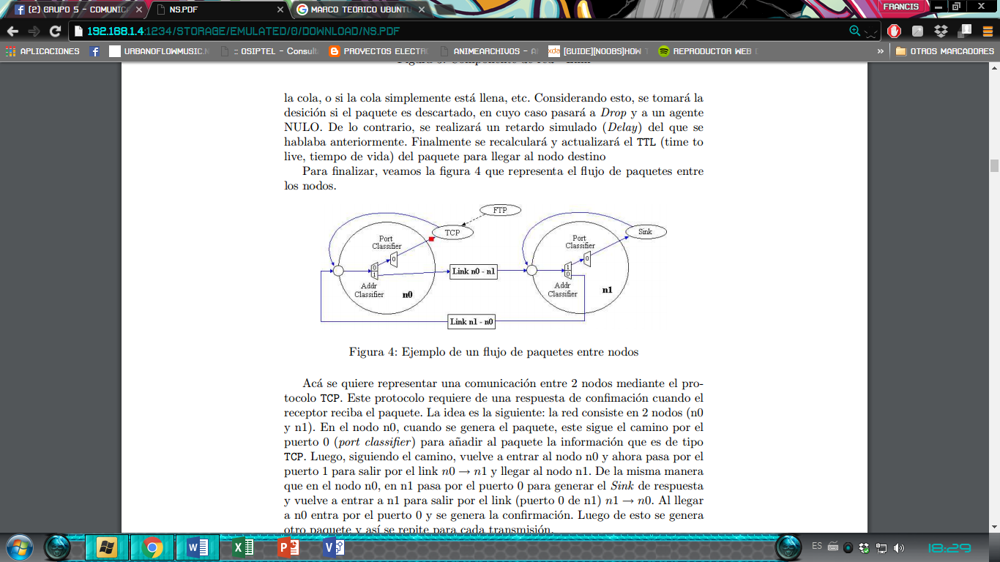 (2) GRUPO 5 - COMUNICA
NS.PDF
MARCO TEORICO UBUNTU
FRANCIS
192.168.1.4:1234/STORAGE/EMULATED/0/DOWNLOAD/NS.PDF
APLICACIONES
URBANOFLOWMUSIC.N
:: OSIPTEL - Consulta
PROYECTOS ELECTRO
ANIMEARCHIVOS - A
[GUIDE][NOOBS]HOW T
REPRODUCTOR WEB D
»
OTROS MARCADORES
la cola, o si la cola simplemente está llena, etc. Considerando esto, se tomará la
desición si el paquete es descartado, en cuyo caso pasará a Drop y a un agente
NULO. De lo contrario, se realizará un retardo simulado (Delay) del que se
hablaba anteriormente. Finalmente se recalculará y actualizará el TTL (time to
live, tiempo de vida) del paquete para llegar al nodo destino
Para finalizar, veamos la figura 4 que representa el flujo de paquetes entre
los nodos.
FTP
TCP
Sink
Port
Classifier
0
0
1
Addr
Classifier
n0
Link n0 - n1
Port
Classifier
0
1
0
Addr
Classifier
n1
Link n1 - n0
Figura 4: Ejemplo de un flujo de paquetes entre nodos
Acá se quiere representar una comunicación entre 2 nodos mediante el pro-
tocolo TCP. Este protocolo requiere de una respuesta de confimación cuando el
receptor reciba el paquete. La idea es la siguiente: la red consiste en 2 nodos (n0
y n1). En el nodo n0, cuando se genera el paquete, este sigue el camino por el
puerto 0 (port classifier) para añadir al paquete la información que es de tipo
TCP. Luego, siguiendo el camino, vuelve a entrar al nodo n0 y ahora pasa por el
puerto 1 para salir por el link n0 → n1 y llegar al nodo n1. De la misma manera
que en el nodo n0, en n1 pasa por el puerto 0 para generar el Sink de respuesta
y vuelve a entrar a n1 para salir por el link (puerto 0 de n1) n1 → n0. Al llegar
a n0 entra por el puerto 0 y se genera la confirmación. Luego de esto se genera
otro paquete y así se repite para cada transmisión.
ES
18:29